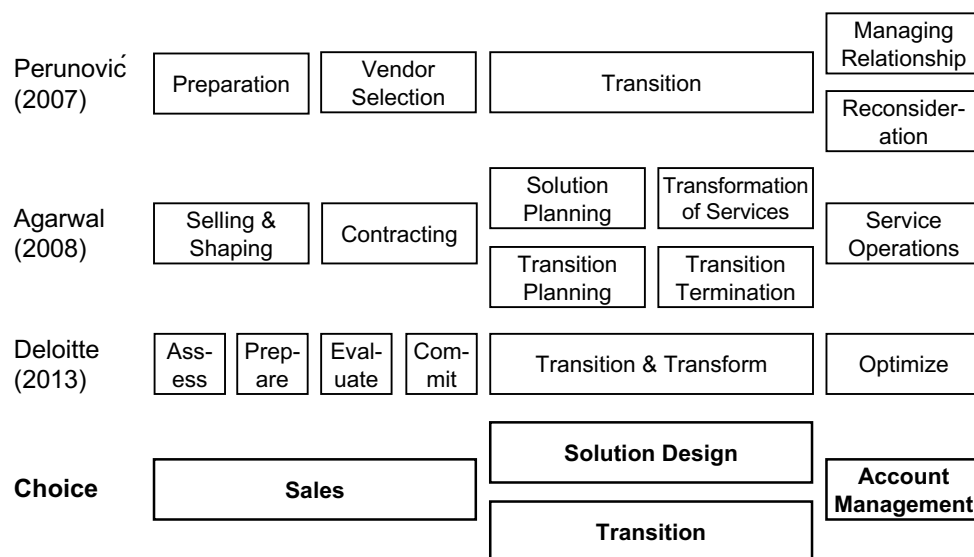 Perunović
(2007)
Preparation
Vendor
Selection
Transition
Managing
Relationship
Reconsider-
ation
Agarwal
(2008)
Selling &
Shaping
Contracting
Solution
Planning
Transformation
of Services
Transition
Planning
Transition
Termination
Service
Operations
Deloitte
(2013)
Ass-
ess
Prep-
are
Eval-
uate
Com-
mit
Transition & Transform
Optimize
Choice
Sales
Solution Design
Transition
Account
Management